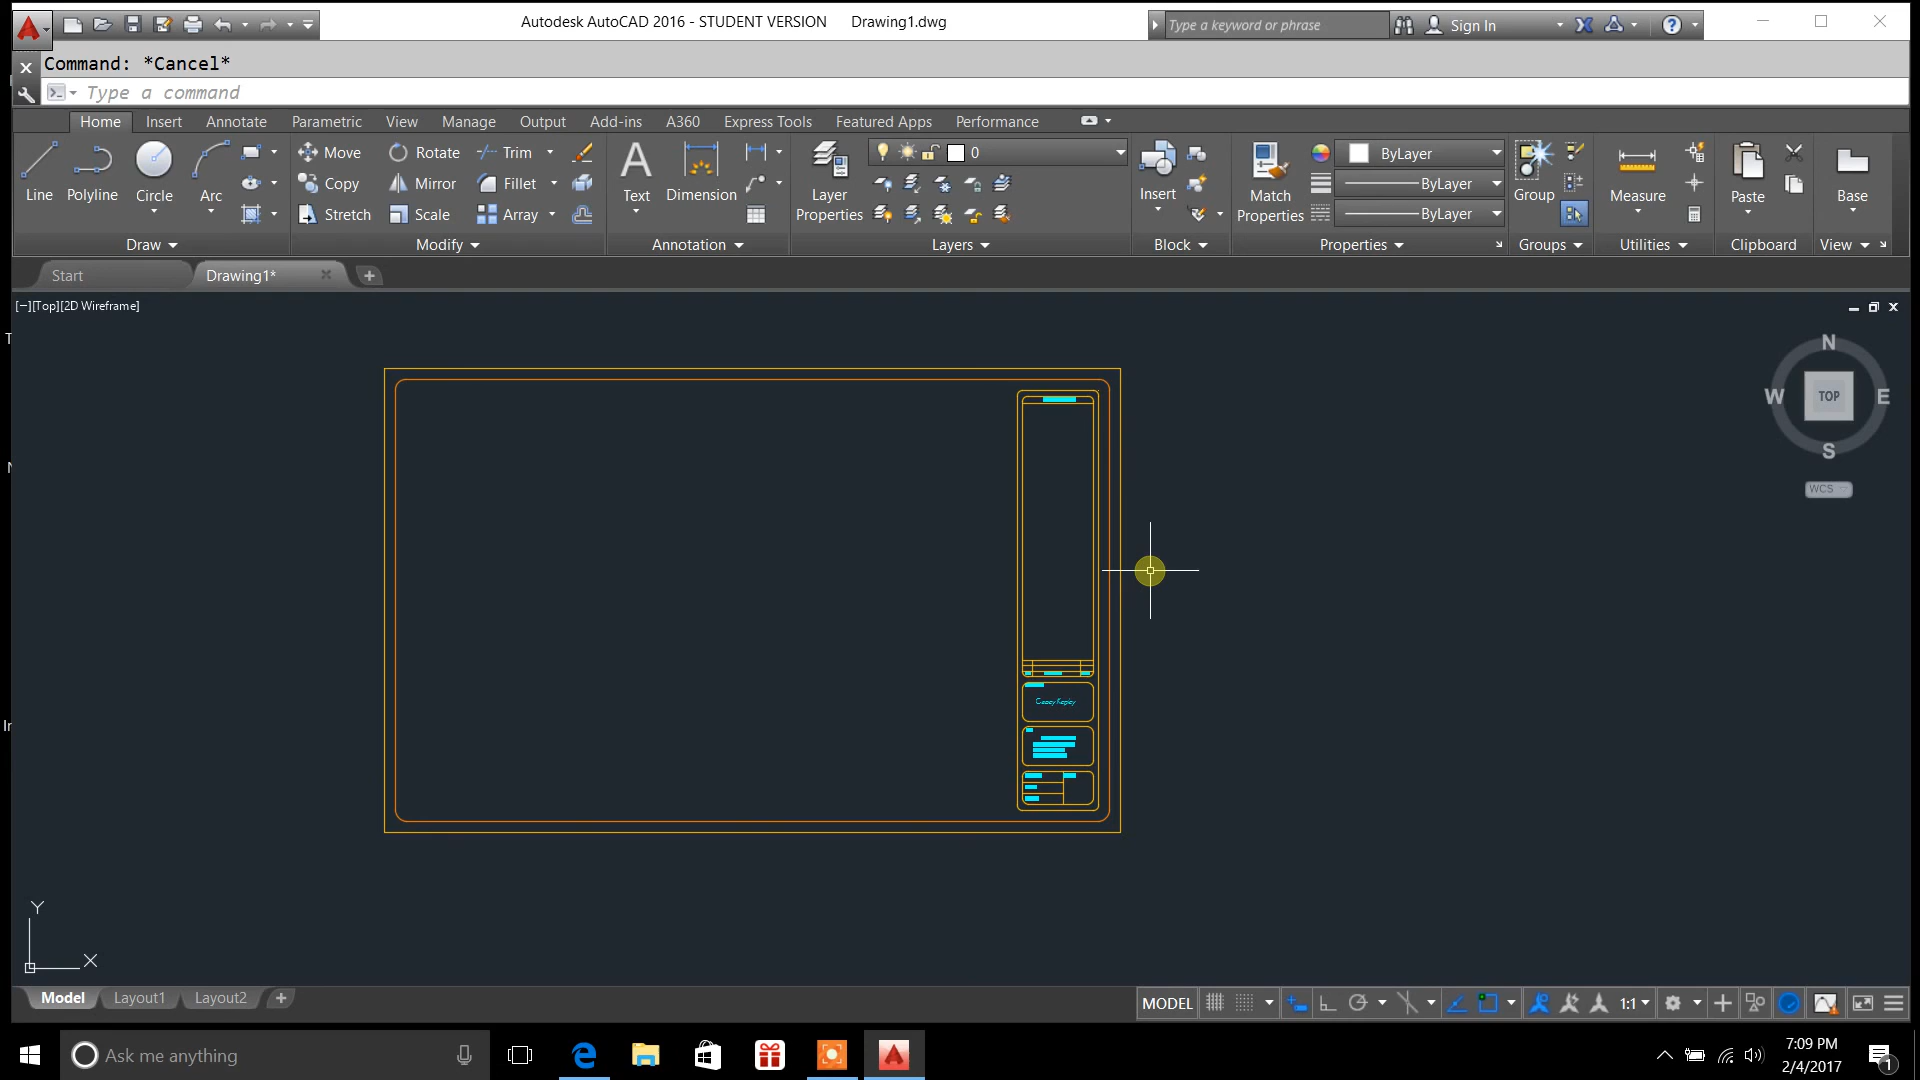 Autodesk AutoCAD 2016 - STUDENT VERSION Drawing1.dwg
Type a keyword or phrase
Sign In
Command: *Cancel*
Type a command
Home Insert Annotate Parametric View Manage Output Add-ins A360 Express Tools Featured Apps Performance
Line Polyline Circle Arc
Move Rotate Trim
Copy Mirror Fillet
Stretch Scale Array
Text Dimension
Layer Properties
0
Insert
Match Properties
ByLayer
ByLayer
ByLayer
Group
Measure
Paste
Base
Draw Modify Annotation Layers Block Properties Groups Utilities Clipboard View
Start Drawing1*
[−][Top][2D Wireframe]
N
W TOP E
S
WCS
Y
X
Model Layout1 Layout2
MODEL 1:1
Ask me anything
7:09 PM
2/4/2017
1